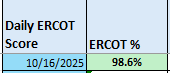 Daily ERCOT
Score ERCOT %
10/16/2025 98.6%